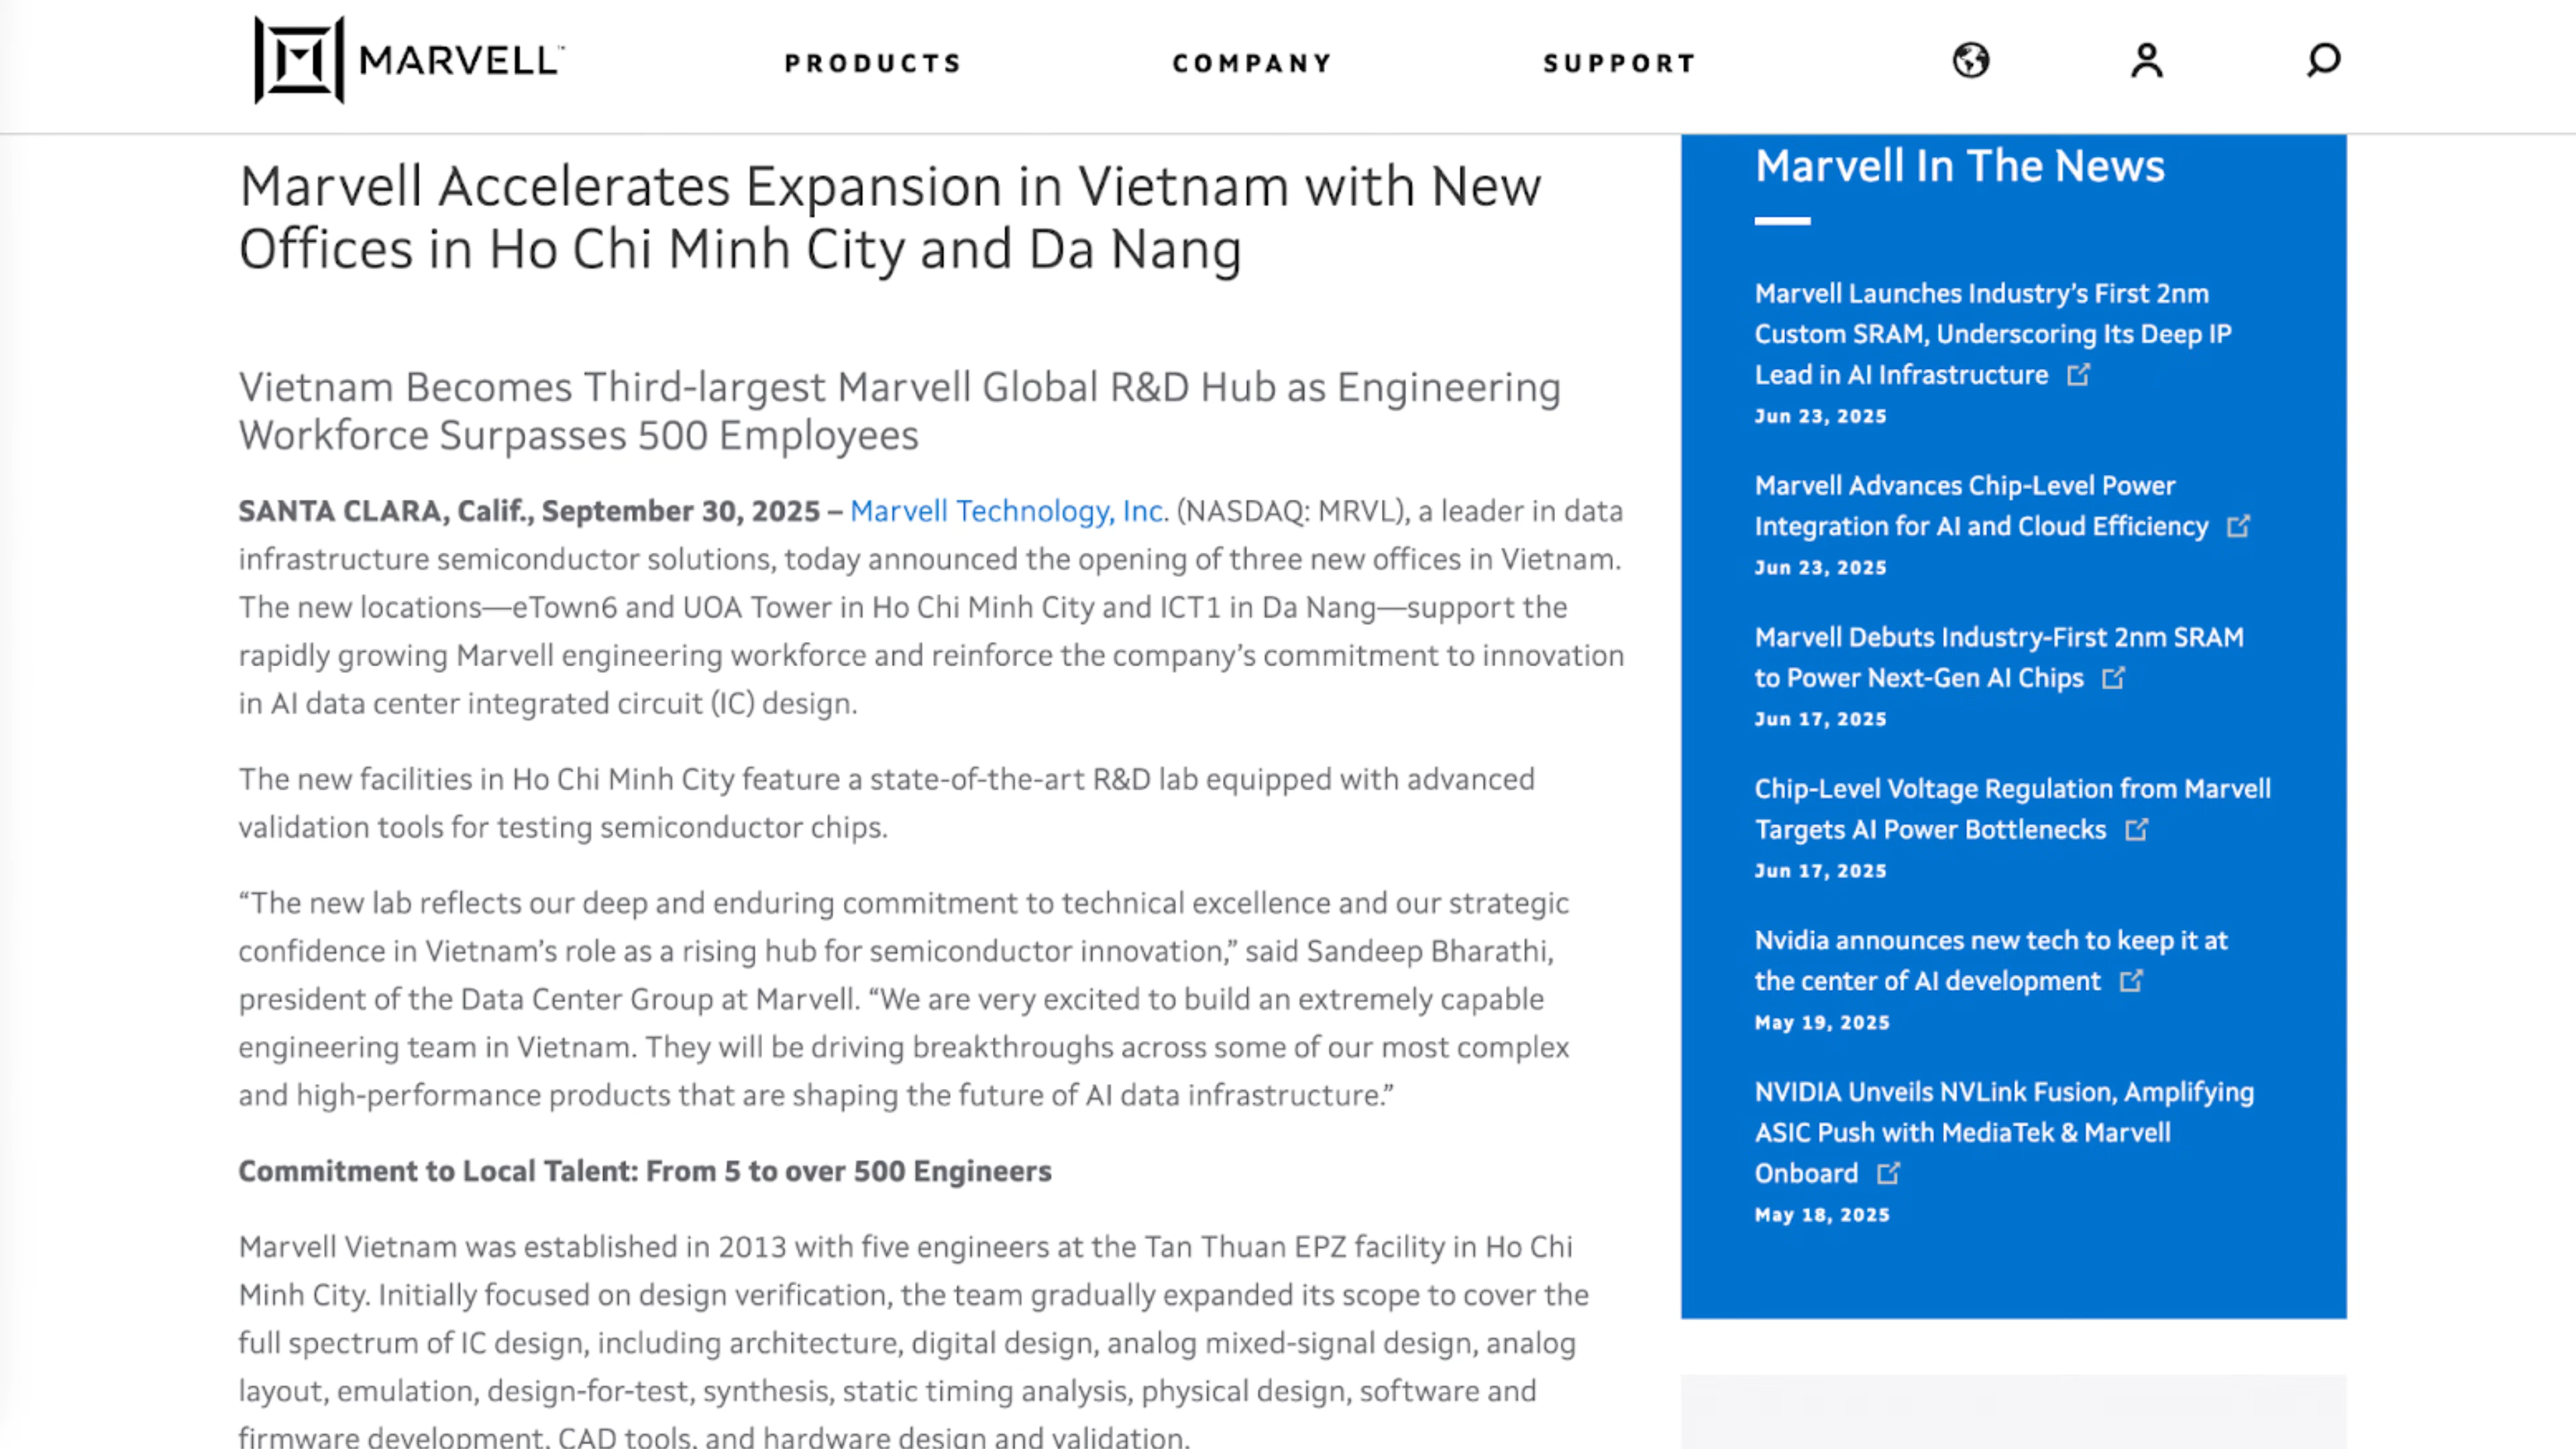 MARVELL™
PRODUCTS
COMPANY
SUPPORT
Marvell Accelerates Expansion in Vietnam with New
Offices in Ho Chi Minh City and Da Nang
Vietnam Becomes Third-largest Marvell Global R&D Hub as Engineering
Workforce Surpasses 500 Employees
SANTA CLARA, Calif., September 30, 2025 – Marvell Technology, Inc. (NASDAQ: MRVL), a leader in data
infrastructure semiconductor solutions, today announced the opening of three new offices in Vietnam.
The new locations—eTown6 and UOA Tower in Ho Chi Minh City and ICT1 in Da Nang—support the
rapidly growing Marvell engineering workforce and reinforce the company’s commitment to innovation
in AI data center integrated circuit (IC) design.
The new facilities in Ho Chi Minh City feature a state-of-the-art R&D lab equipped with advanced
validation tools for testing semiconductor chips.
“The new lab reflects our deep and enduring commitment to technical excellence and our strategic
confidence in Vietnam’s role as a rising hub for semiconductor innovation,” said Sandeep Bharathi,
president of the Data Center Group at Marvell. “We are very excited to build an extremely capable
engineering team in Vietnam. They will be driving breakthroughs across some of our most complex
and high-performance products that are shaping the future of AI data infrastructure.”
Commitment to Local Talent: From 5 to over 500 Engineers
Marvell Vietnam was established in 2013 with five engineers at the Tan Thuan EPZ facility in Ho Chi
Minh City. Initially focused on design verification, the team gradually expanded its scope to cover the
full spectrum of IC design, including architecture, digital design, analog mixed-signal design, analog
layout, emulation, design-for-test, synthesis, static timing analysis, physical design, software and
firmware development, CAD tools, and hardware design and validation.
Marvell In The News
Marvell Launches Industry’s First 2nm
Custom SRAM, Underscoring Its Deep IP
Lead in AI Infrastructure
Jun 23, 2025
Marvell Advances Chip-Level Power
Integration for AI and Cloud Efficiency
Jun 23, 2025
Marvell Debuts Industry-First 2nm SRAM
to Power Next-Gen AI Chips
Jun 17, 2025
Chip-Level Voltage Regulation from Marvell
Targets AI Power Bottlenecks
Jun 17, 2025
Nvidia announces new tech to keep it at
the center of AI development
May 19, 2025
NVIDIA Unveils NVLink Fusion, Amplifying
ASIC Push with MediaTek & Marvell
Onboard
May 18, 2025